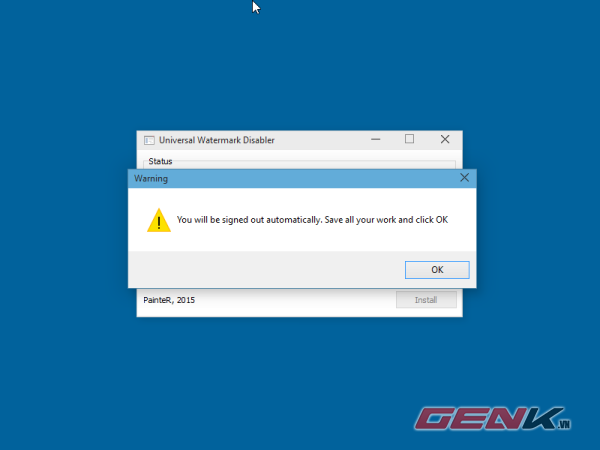 Universal Watermark Disabler
Status
Warning
You will be signed out automatically. Save all your work and click OK
OK
PainteR, 2015
Install
GENK.VN